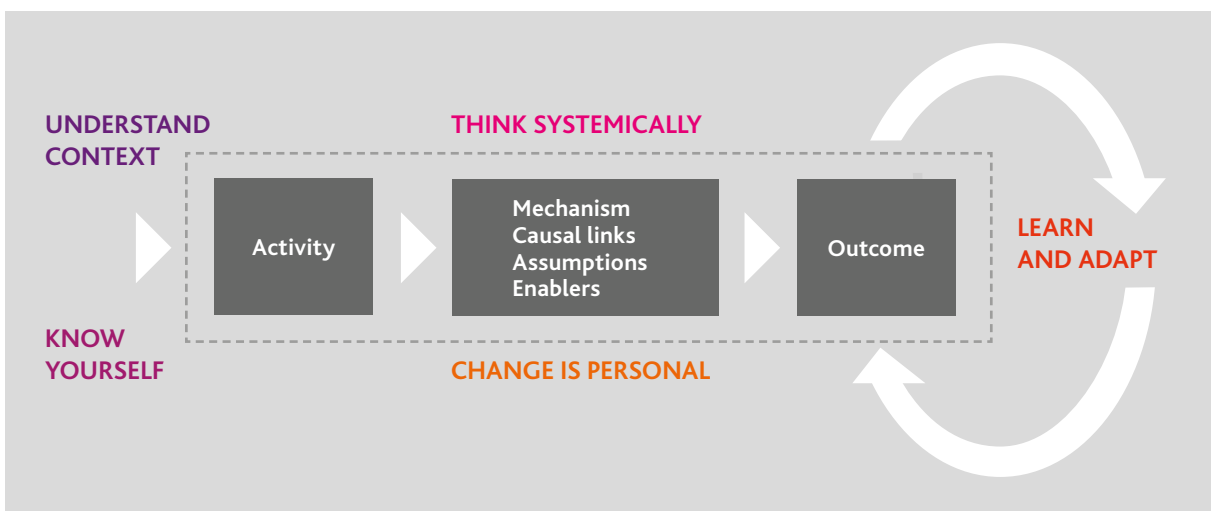 UNDERSTAND
CONTEXT
THINK SYSTEMICALLY
Activity
Mechanism
Causal links
Assumptions
Enablers
Outcome
LEARN
AND ADAPT
KNOW
YOURSELF
CHANGE IS PERSONAL